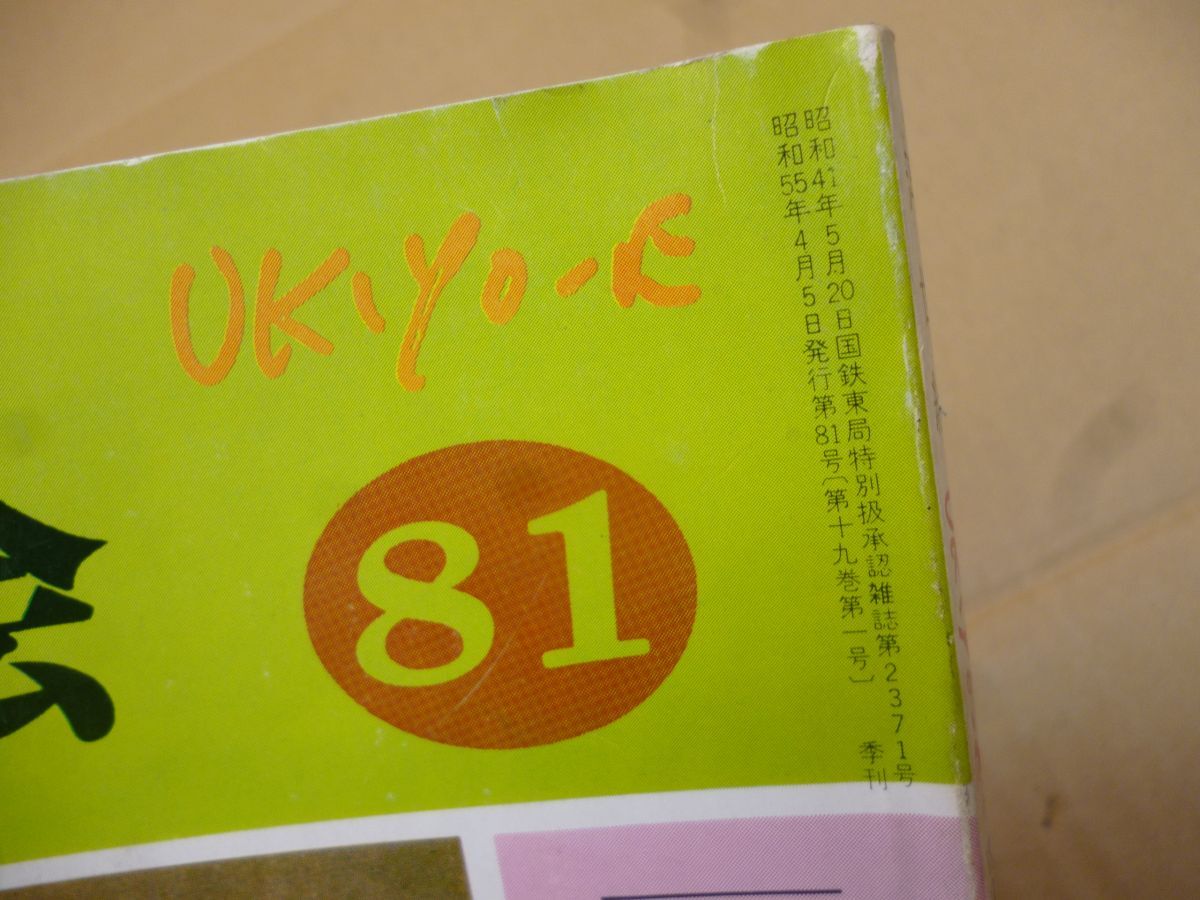 UKIYO-E
81
昭和41年5月20日国鉄東局特別扱承認雑誌第2371号
昭和55年4月5日発行第81号〔第十九巻第一号〕 季刊